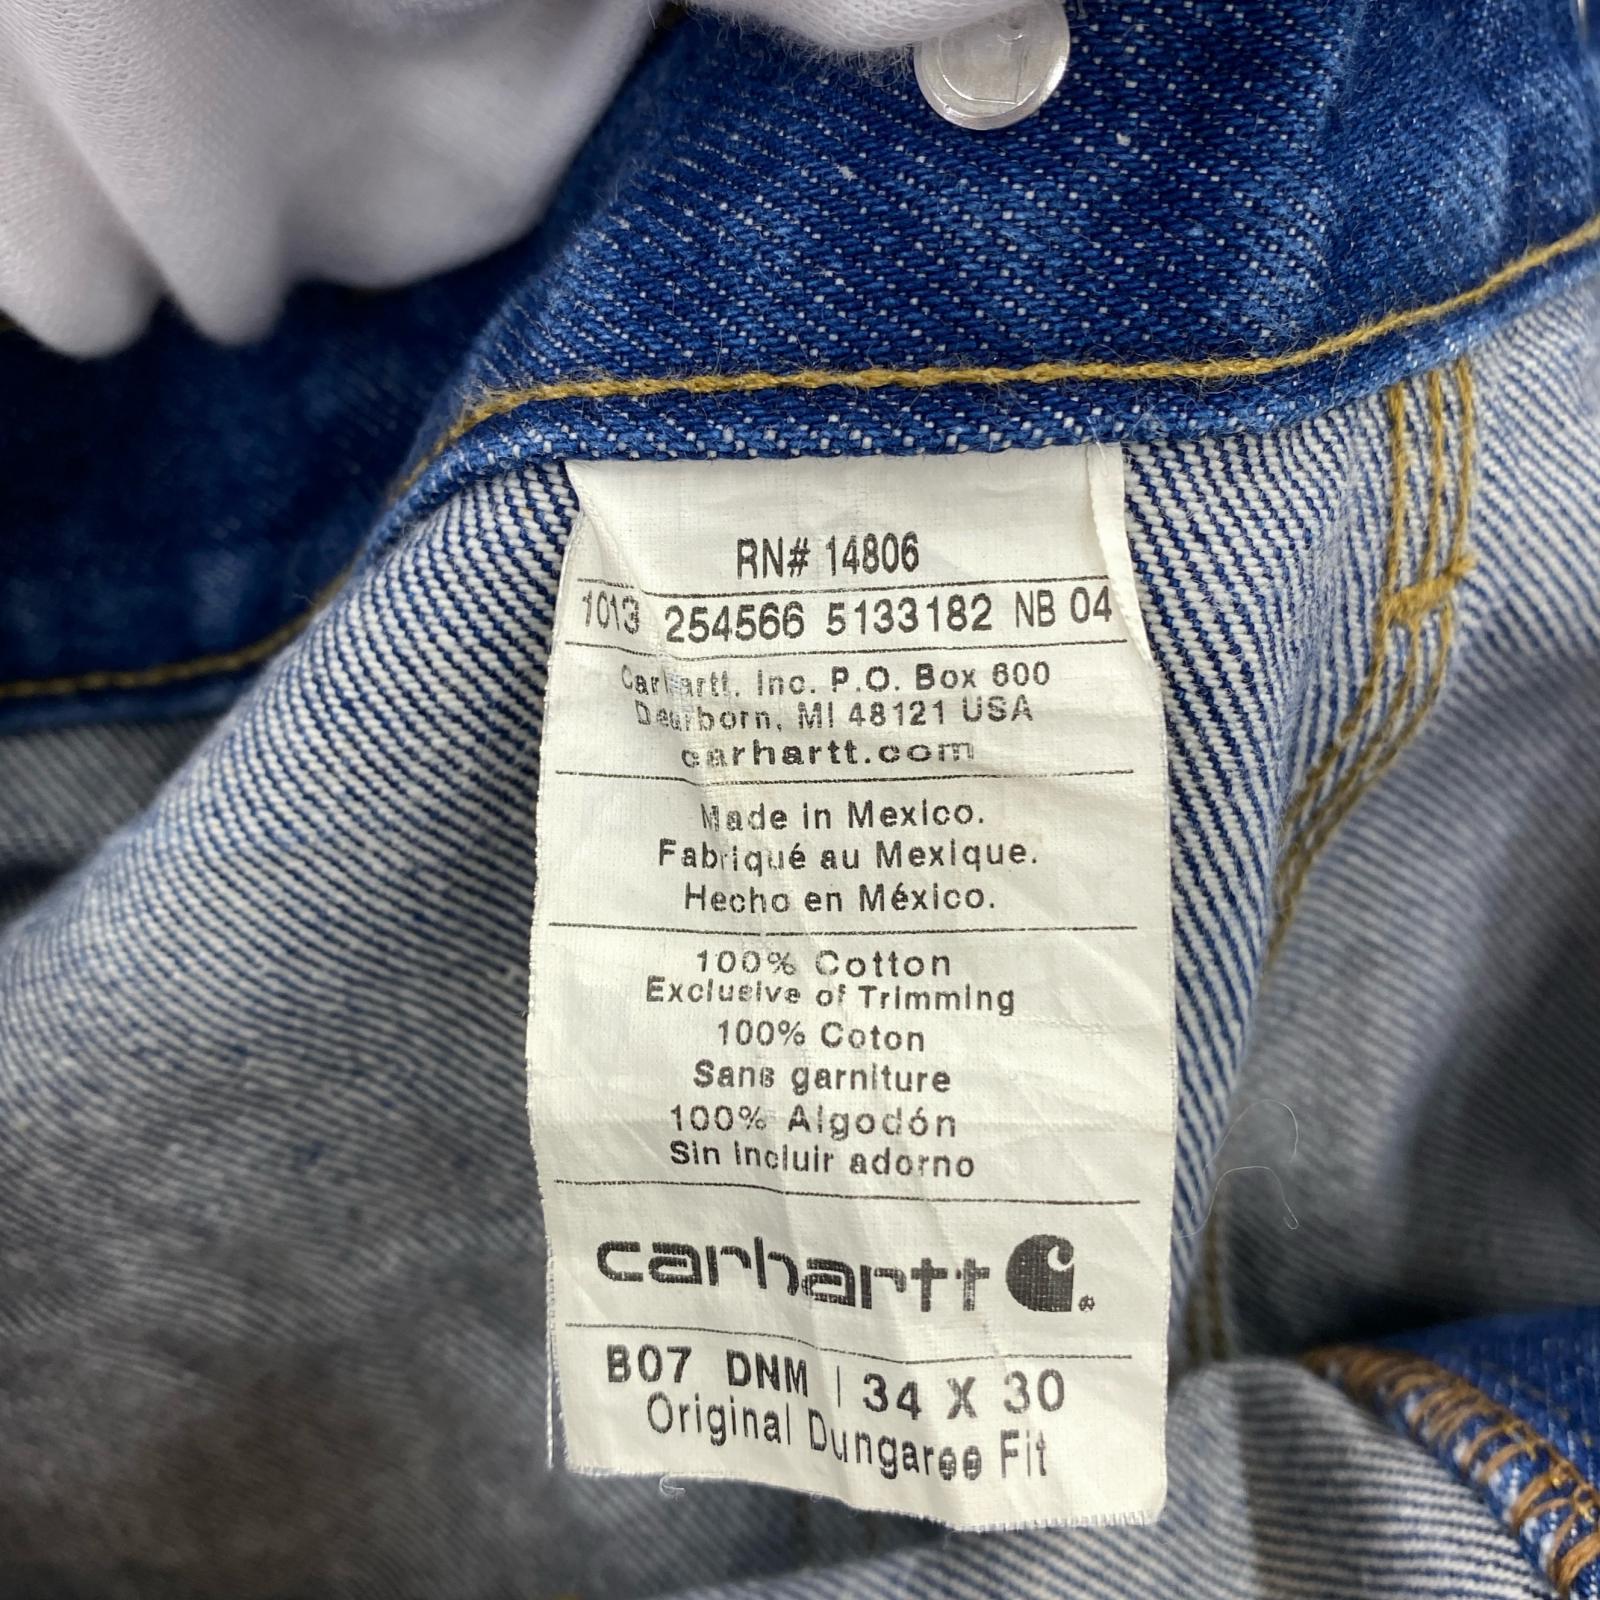 RN# 14806
1013 254566 5133182 NB 04
Carhartt, Inc. P.O. Box 600
Dearborn, MI 48121 USA
carhartt.com
Made in Mexico.
Fabriqué au Mexique.
Hecho en México.
100% Cotton
Exclusive of Trimming
100% Coton
Sans garniture
100% Algodón
Sin incluir adorno
carhartt
B07 DNM | 34 X 30
Original Dungaree Fit